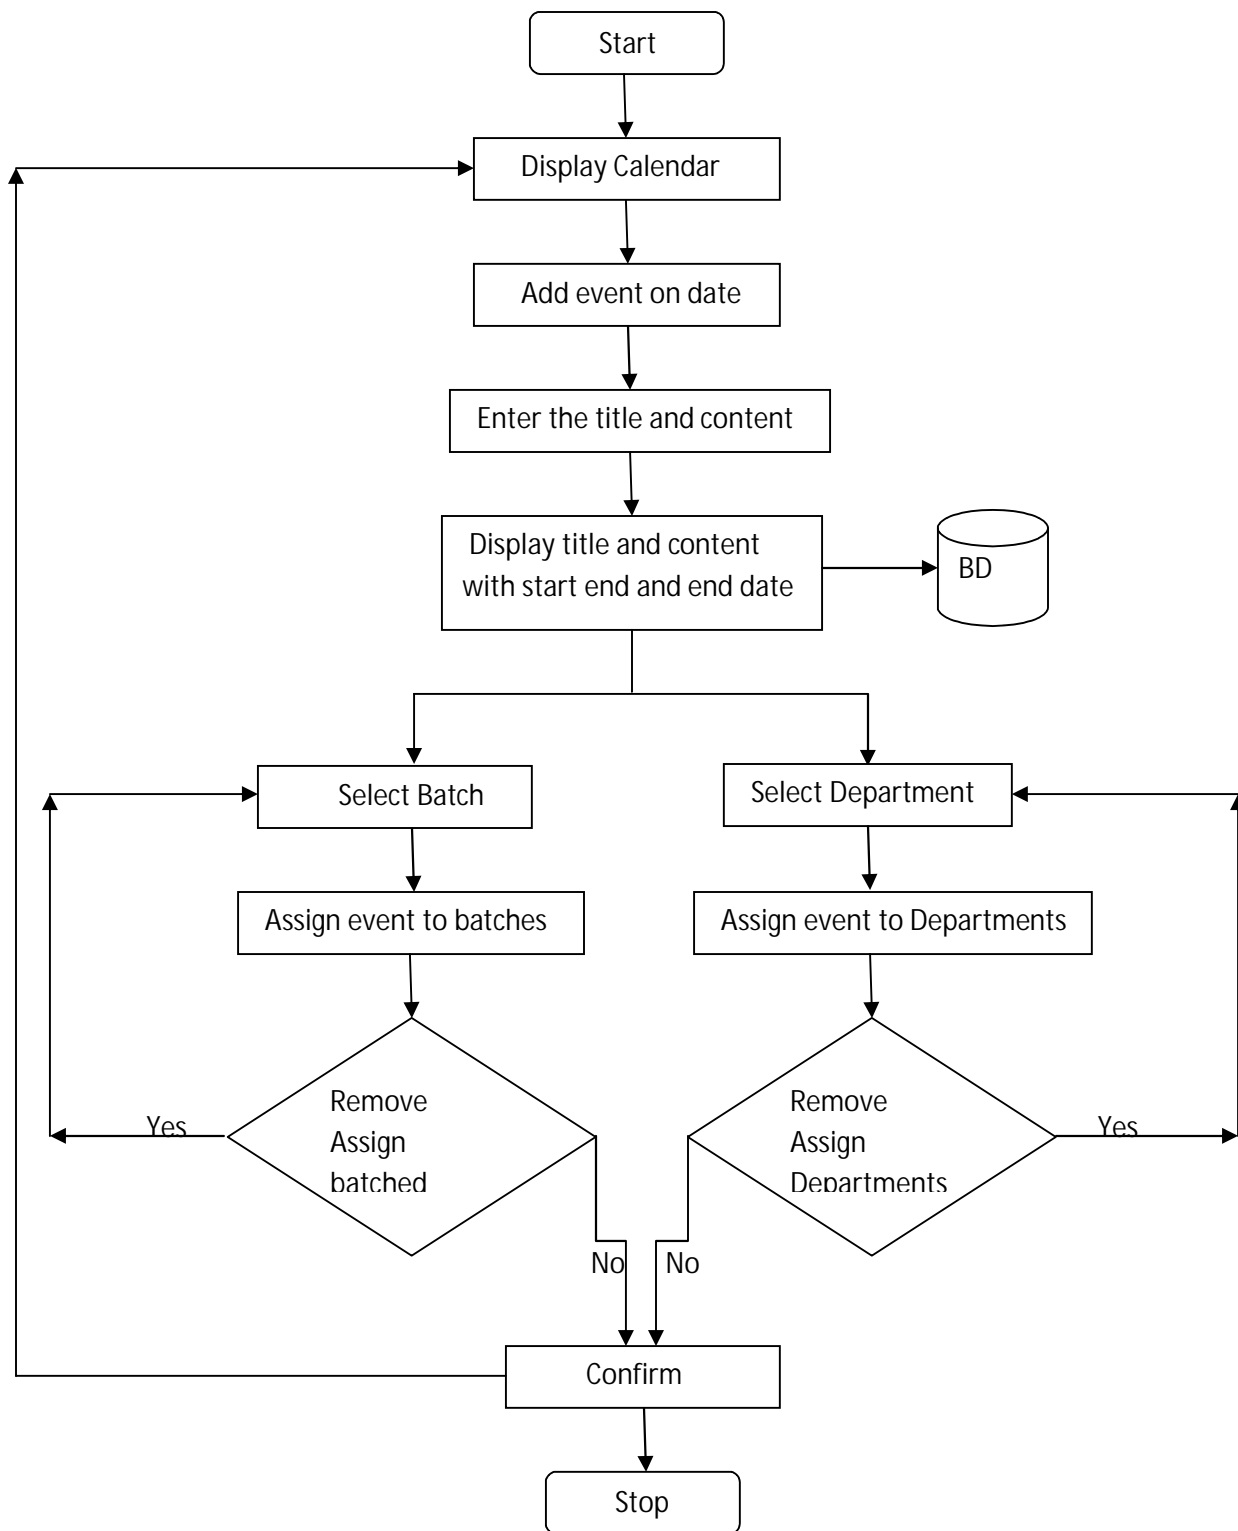 Start
Display Calendar
Add event on date
Enter the title and content
Display title and content
with start end and end date
BD
Select Batch
Select Department
Assign event to batches
Assign event to Departments
Remove
Assign
batched
Remove
Assign
Departments
Yes
Yes
No
No
Confirm
Stop